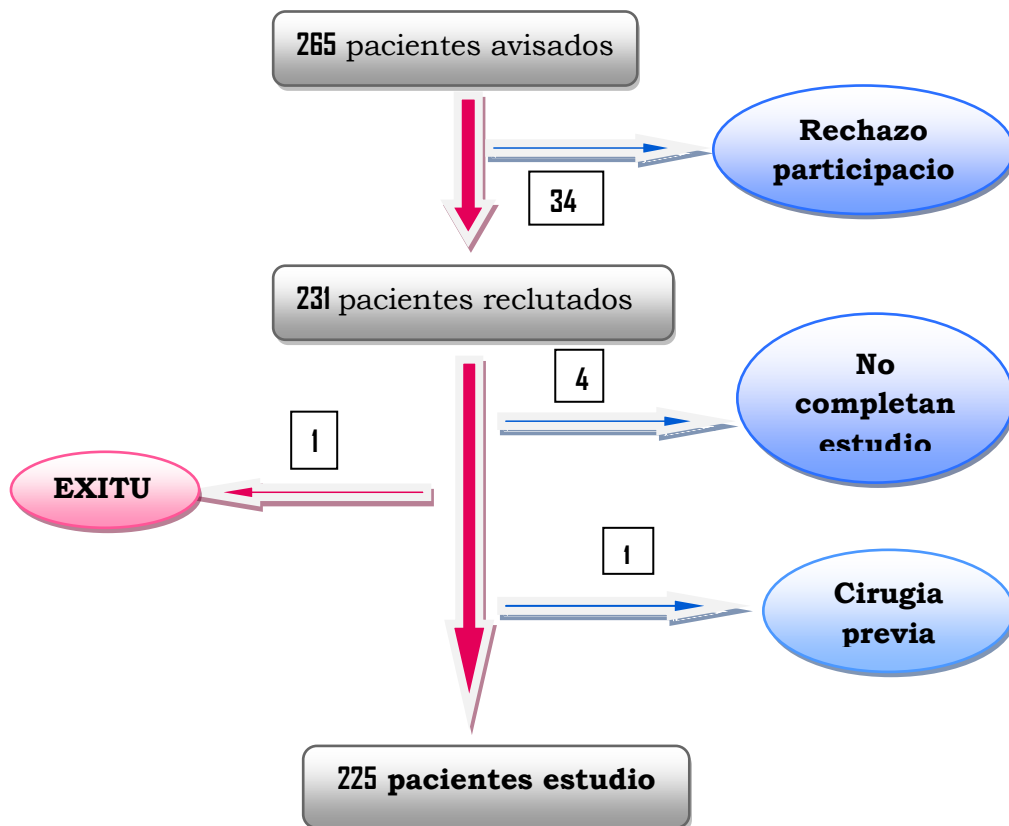 265 pacientes avisados
Rechazo
participacio
34
231 pacientes reclutados
4
No
completan
estudio
1
EXITU
1
Cirugia
previa
225 pacientes estudio